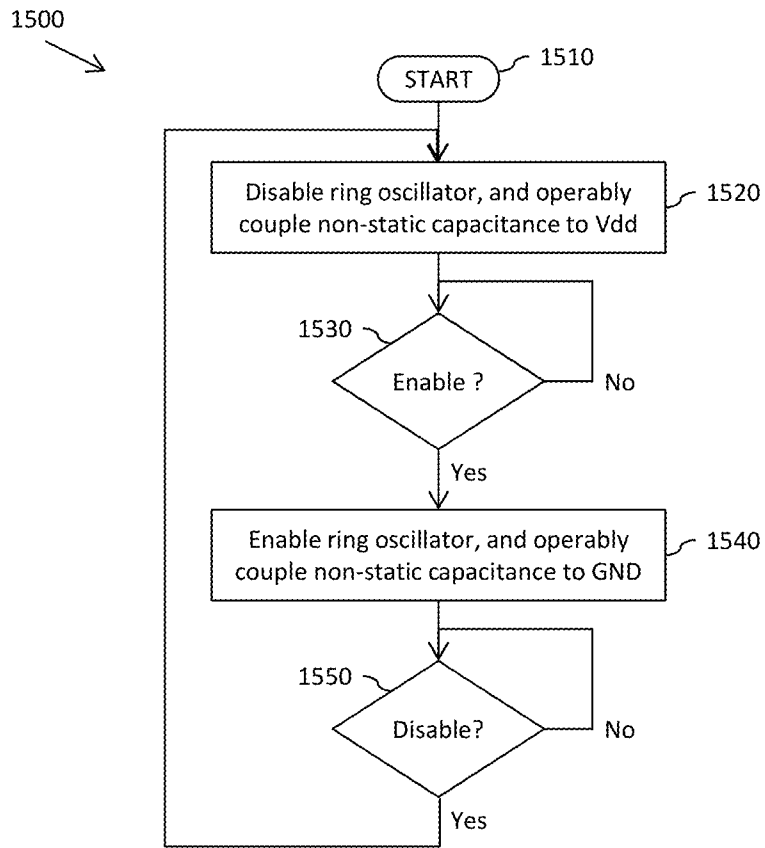 1500
START
1510
Disable ring oscillator, and operably
couple non-static capacitance to Vdd
1520
1530
Enable ?
No
Yes
Enable ring oscillator, and operably
couple non-static capacitance to GND
1540
1550
Disable?
No
Yes